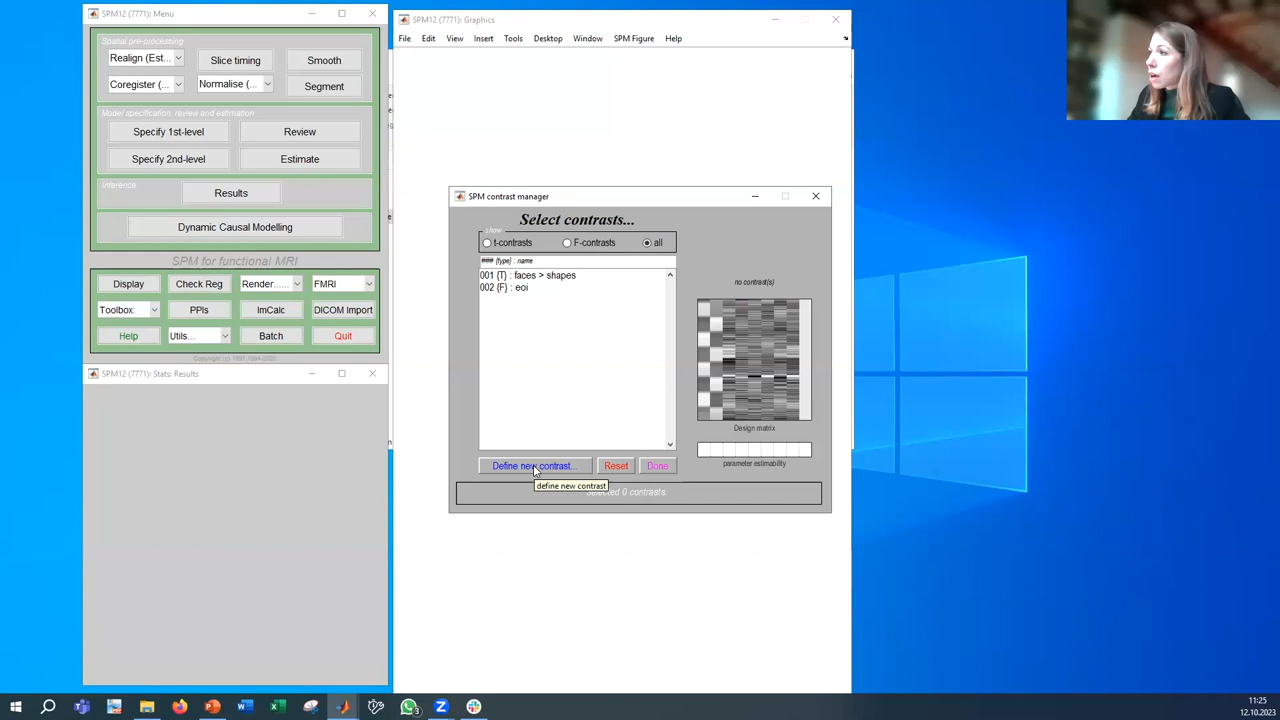 SPM12 (7771): Menu
Spatial pre-processing
Realign (Est...
Slice timing
Smooth
Coregister (...
Normalise (...
Segment
Model specification, review and estimation
Specify 1st-level
Review
Specify 2nd-level
Estimate
Inference
Results
Dynamic Causal Modelling
SPM for functional MRI
Display
Check Reg
Render...
FMRI
Toolbox:
PPIs
ImCalc
DICOM Import
Help
Utils...
Batch
Quit
Copyright (c) 1991,1994-2020
SPM12 (7771): Stats: Results
SPM12 (7771): Graphics
File Edit View Insert Tools Desktop Window SPM Figure Help
SPM contrast manager
Select contrasts...
show
t-contrasts
F-contrasts
all
### {type} : name
001 {T} : faces > shapes
002 {F} : eoi
no contrast(s)
Design matrix
parameter estimability
Define new contrast...
Reset
Done
define new contrast
Selected 0 contrasts.
11:25
12.10.2023